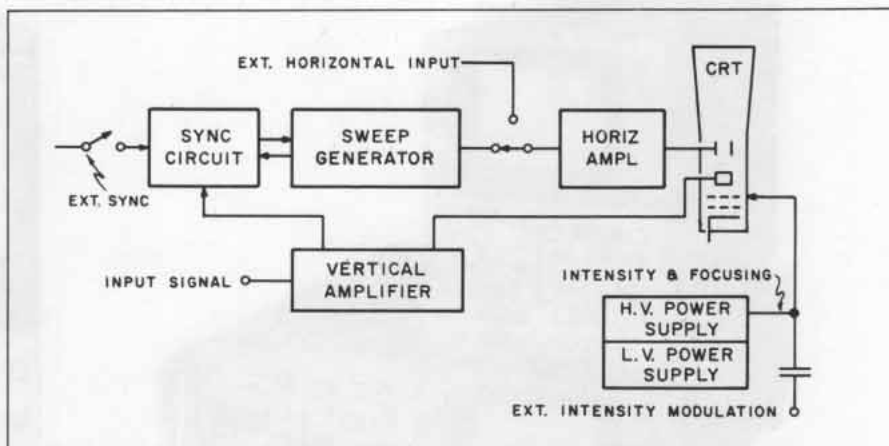 EXT. HORIZONTAL INPUT
CRT
SYNC
CIRCUIT
SWEEP
GENERATOR
HORIZ
AMPL
EXT. SYNC
INPUT SIGNAL
VERTICAL
AMPLIFIER
INTENSITY & FOCUSING
H.V. POWER
SUPPLY
L.V. POWER
SUPPLY
EXT. INTENSITY MODULATION